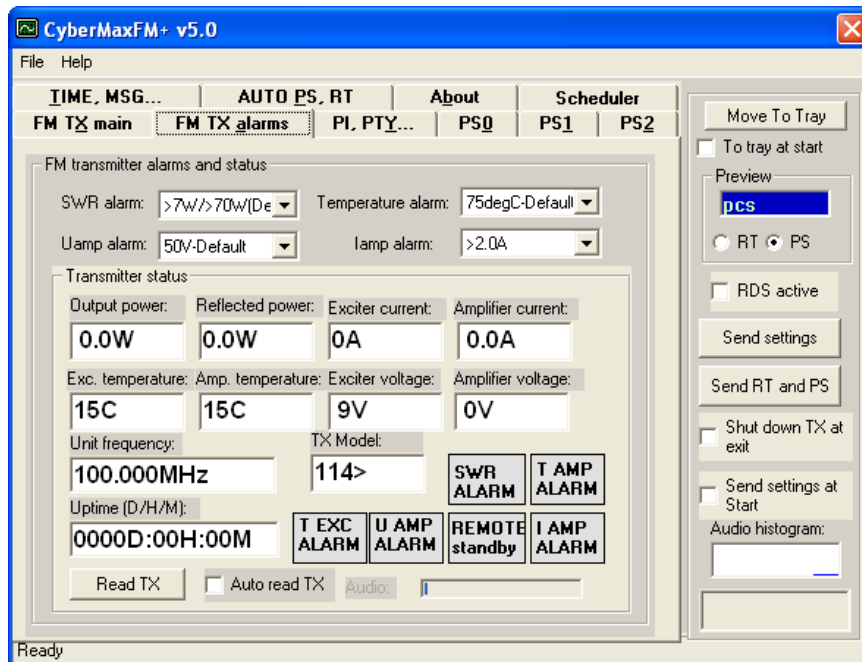 CyberMaxFM+ v5.0
File Help
TIME, MSG... AUTO PS, RT About Scheduler
FM TX main FM TX alarms PI, PTY... PS0 PS1 PS2
FM transmitter alarms and status
SWR alarm: >7W/>70W(De Temperature alarm: 75degC-Defaul
Uamp alarm: 50V-Default Iamp alarm: >2.0A
Transmitter status
Output power: Reflected power: Exciter current: Amplifier current:
0.0W 0.0W 0A 0.0A
Exc. temperature: Amp. temperature: Exciter voltage: Amplifier voltage:
15C 15C 9V 0V
Unit frequency: TX Model:
100.000MHz 114>
SWR ALARM T AMP ALARM
Uptime (D/H/M):
0000D:00H:00M
T EXC ALARM U AMP ALARM REMOTE standby I AMP ALARM
Read TX Auto read TX Audio:
Move To Tray
To tray at start
Preview
pcs
RT PS
RDS active
Send settings
Send RT and PS
Shut down TX at
exit
Send settings at
Start
Audio histogram:
Ready